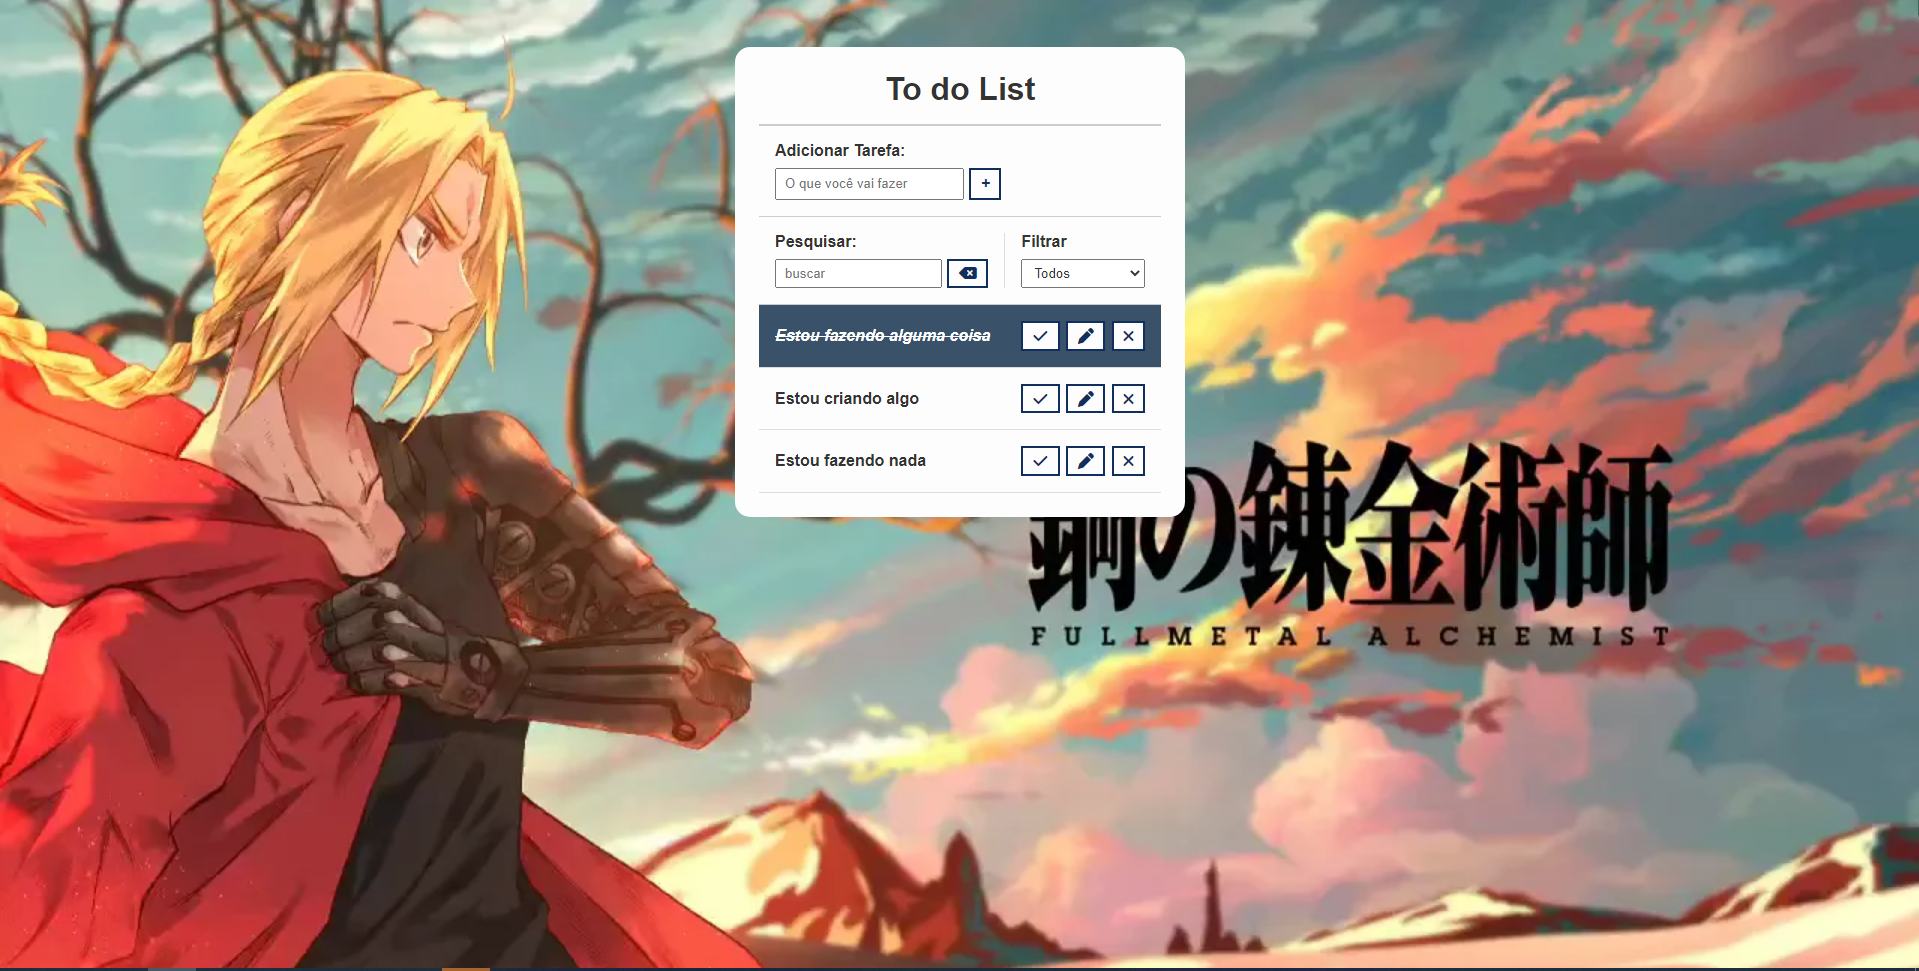 To do List
Adicionar Tarefa:
O que você vai fazer
+
Pesquisar:
Filtrar
buscar
Todos
Estou fazendo alguma coisa
Estou criando algo
Estou fazendo nada
鋼の錬金術師
FULLMETAL ALCHEMIST